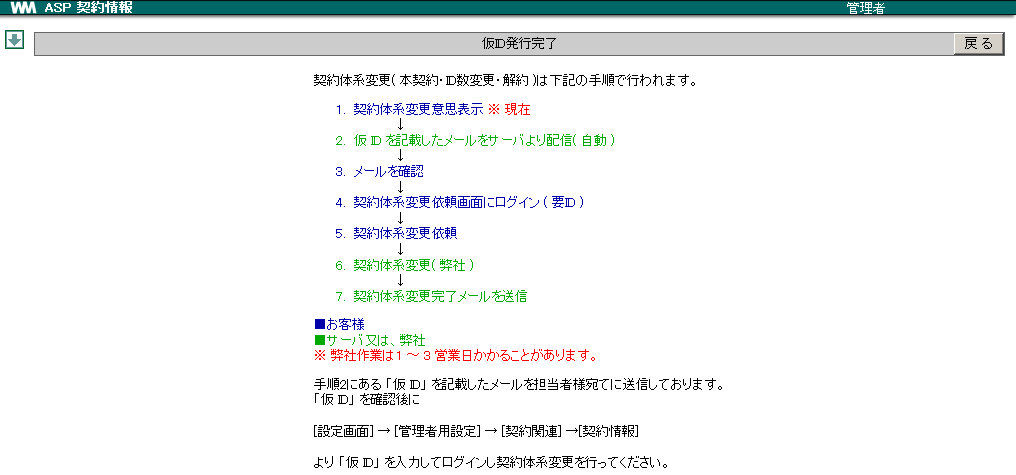 WM ASP 契約情報 管理者
仮ID発行完了 戻る
契約体系変更( 本契約・ID数変更・解約 )は下記の手順で行われます。
1. 契約体系変更意思表示 ※ 現在
↓
2. 仮 ID を記載したメールをサーバより配信( 自動 )
↓
3. メールを確認
↓
4. 契約体系変更依頼画面にログイン ( 要ID )
↓
5. 契約体系変更依頼
↓
6. 契約体系変更( 弊社 )
↓
7. 契約体系変更完了メールを送信
■お客様
■サーバ又は、弊社
※ 弊社作業は１～３営業日かかることがあります。
手順2にある「仮 ID」を記載したメールを担当者様宛てに送信しております。
「仮 ID」を確認後に
[設定画面] → [管理者用設定] → [契約関連] →[契約情報]
より「仮 ID」を入力してログインし契約体系変更を行ってください。